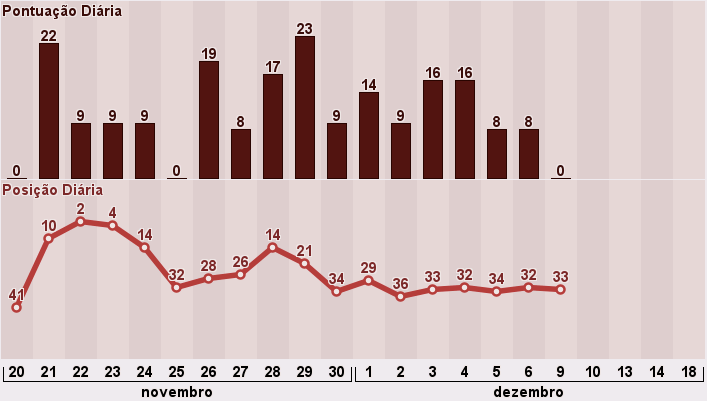 Pontuação Diária
0 22 9 9 9 0 19 8 17 23 9 14 9 16 16 8 8 0
Posição Diária
41 10 2 4 14 32 28 26 14 21 34 29 36 33 32 34 32 33
20 21 22 23 24 25 26 27 28 29 30 1 2 3 4 5 6 9 10 13 14 18
novembro dezembro